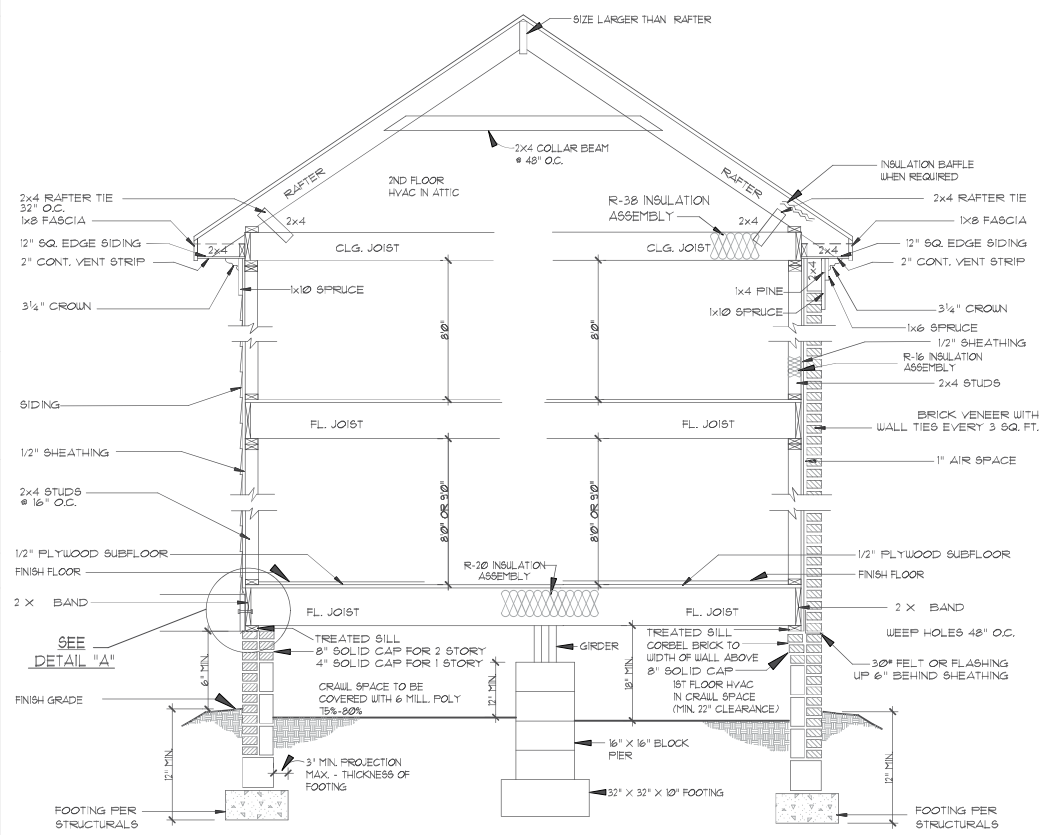 SIZE LARGER THAN RAFTER
2x4 COLLAR BEAM
@ 48" O.C.
2ND FLOOR
HVAC IN ATTIC
RAFTER
RAFTER
INSULATION BAFFLE
WHEN REQUIRED
2x4 RAFTER TIE
32" O.C.
1x8 FASCIA
12" SQ. EDGE SIDING
2" CONT. VENT STRIP
3 1/4" CROWN
2x4
2x4
CLG. JOIST
1x10 SPRUCE
R-38 INSULATION
ASSEMBLY
2x4
2x4
2x4
CLG. JOIST
1x4 PINE
1x10 SPRUCE
2x4 RAFTER TIE
1x8 FASCIA
12" SQ. EDGE SIDING
2" CONT. VENT STRIP
3 1/4" CROWN
1x6 SPRUCE
1/2" SHEATHING
R-16 INSULATION
ASSEMBLY
2x4 STUDS
8'0"
8'0"
SIDING
FL. JOIST
FL. JOIST
BRICK VENEER WITH
WALL TIES EVERY 3 SQ. FT.
1/2" SHEATHING
1" AIR SPACE
2x4 STUDS
@ 16" O.C.
8'0" OR 9'0"
8'0" OR 9'0"
1/2" PLYWOOD SUBFLOOR
FINISH FLOOR
R-20 INSULATION
ASSEMBLY
1/2" PLYWOOD SUBFLOOR
FINISH FLOOR
2 X BAND
FL. JOIST
FL. JOIST
2 X BAND
SEE
DETAIL "A"
WEEP HOLES 48" O.C.
TREATED SILL
8" SOLID CAP FOR 2 STORY
4" SOLID CAP FOR 1 STORY
GIRDER
TREATED SILL
CORBEL BRICK TO
WIDTH OF WALL ABOVE
8" SOLID CAP
1ST FLOOR HVAC
IN CRAWL SPACE
(MIN. 22" CLEARANCE)
30# FELT OR FLASHING
UP 6" BEHIND SHEATHING
6" MIN.
CRAWL SPACE TO BE
COVERED WITH 6 MILL. POLY
75%-80%
12" MIN.
18" MIN.
FINISH GRADE
16" X 16" BLOCK
PIER
12" MIN.
3" MIN. PROJECTION
MAX. - THICKNESS OF
FOOTING
32" X 32" X 10" FOOTING
12" MIN.
FOOTING PER
STRUCTURALS
FOOTING PER
STRUCTURALS